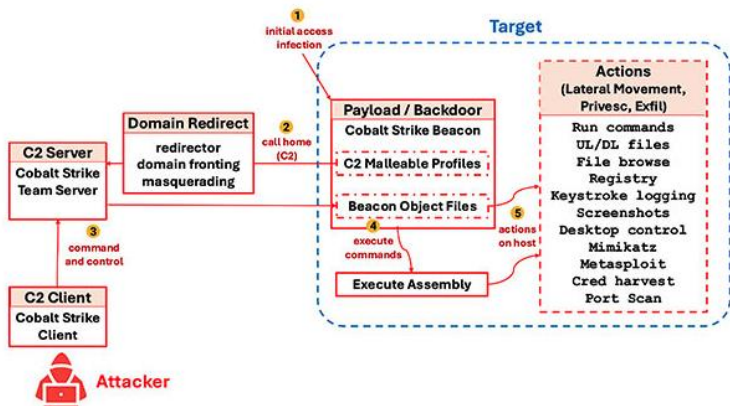 Target
1
initial access
infection
Actions
(Lateral Movement,
Privesc, Exfil)
Run commands
UL/DL files
File browse
Registry
Keystroke logging
Screenshots
Desktop control
Mimikatz
Metasploit
Cred harvest
Port Scan
Payload / Backdoor
Cobalt Strike Beacon
C2 Malleable Profiles
Beacon Object Files
Domain Redirect
redirector
domain fronting
masquerading
2
call home
(C2)
C2 Server
Cobalt Strike
Team Server
3
command
and control
4
execute
commands
5
actions
on host
Execute Assembly
C2 Client
Cobalt Strike
Client
Attacker